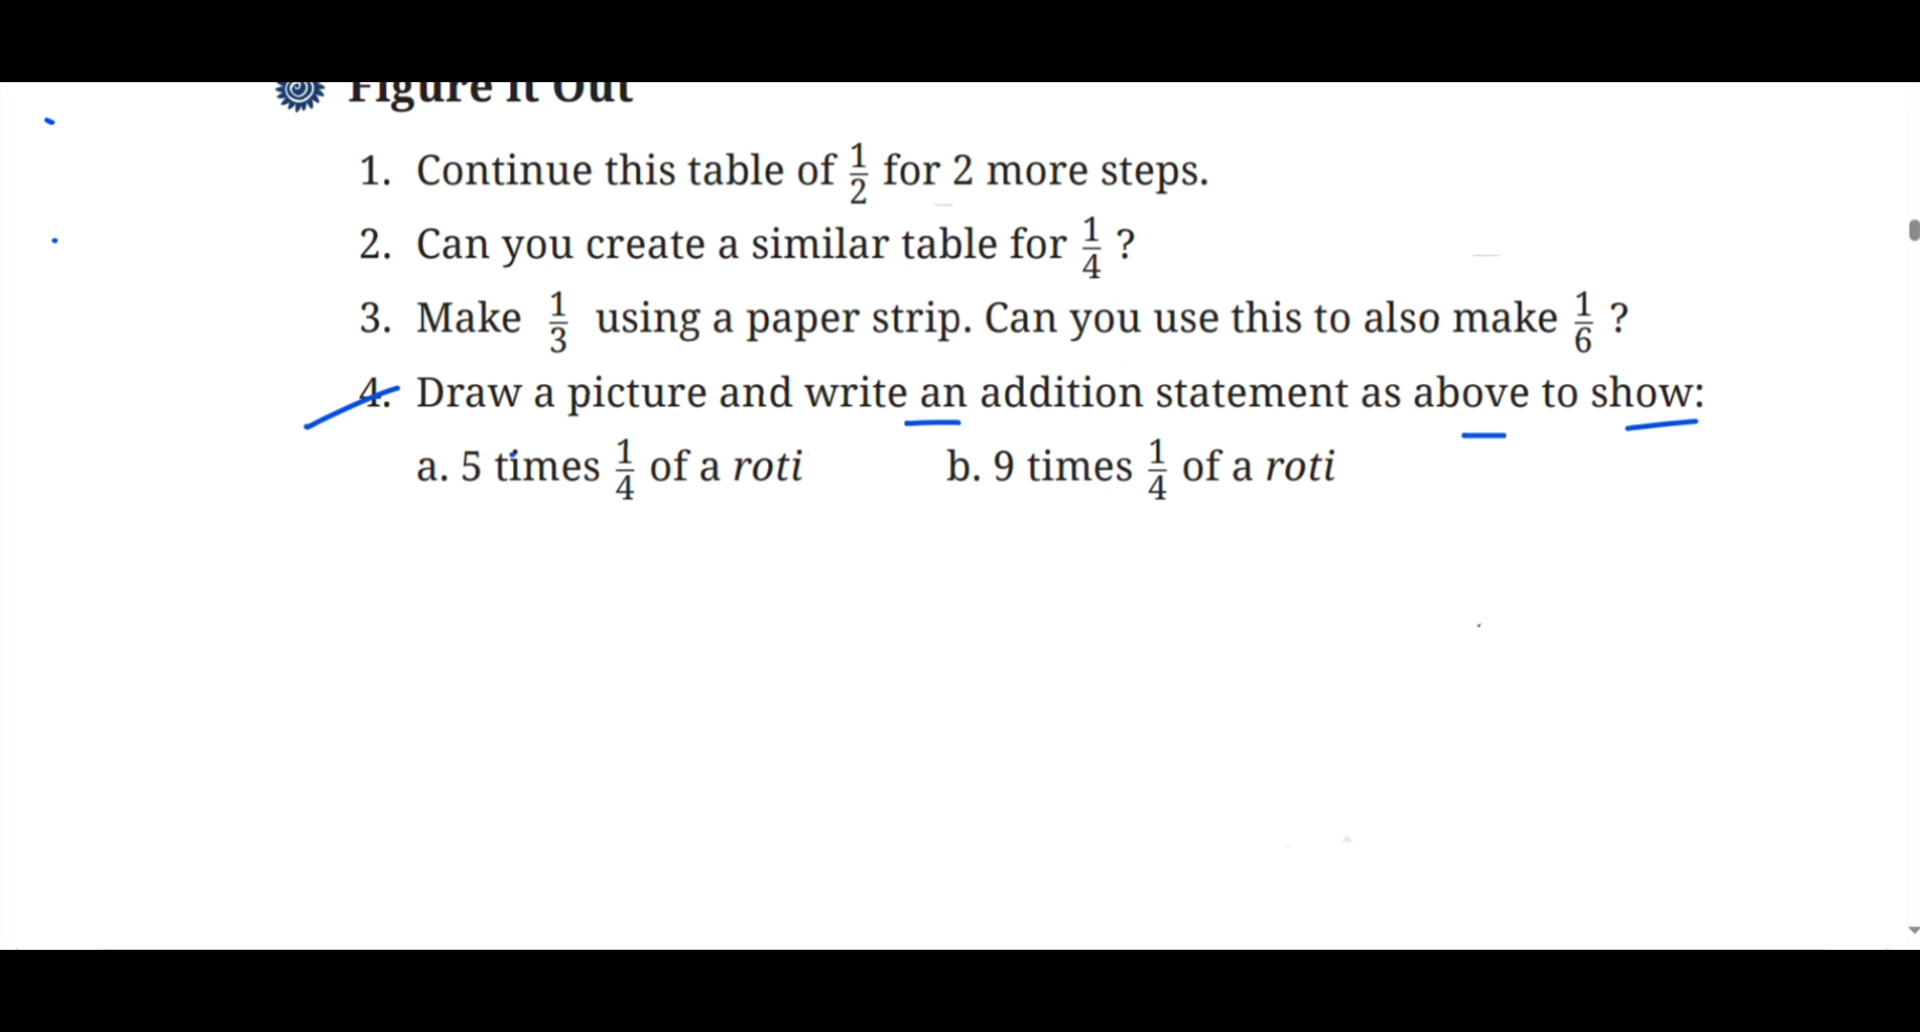 Figure it Out
1. Continue this table of 1/2 for 2 more steps.
2. Can you create a similar table for 1/4 ?
3. Make 1/3 using a paper strip. Can you use this to also make 1/6 ?
4. Draw a picture and write an addition statement as above to show:
a. 5 times 1/4 of a roti b. 9 times 1/4 of a roti